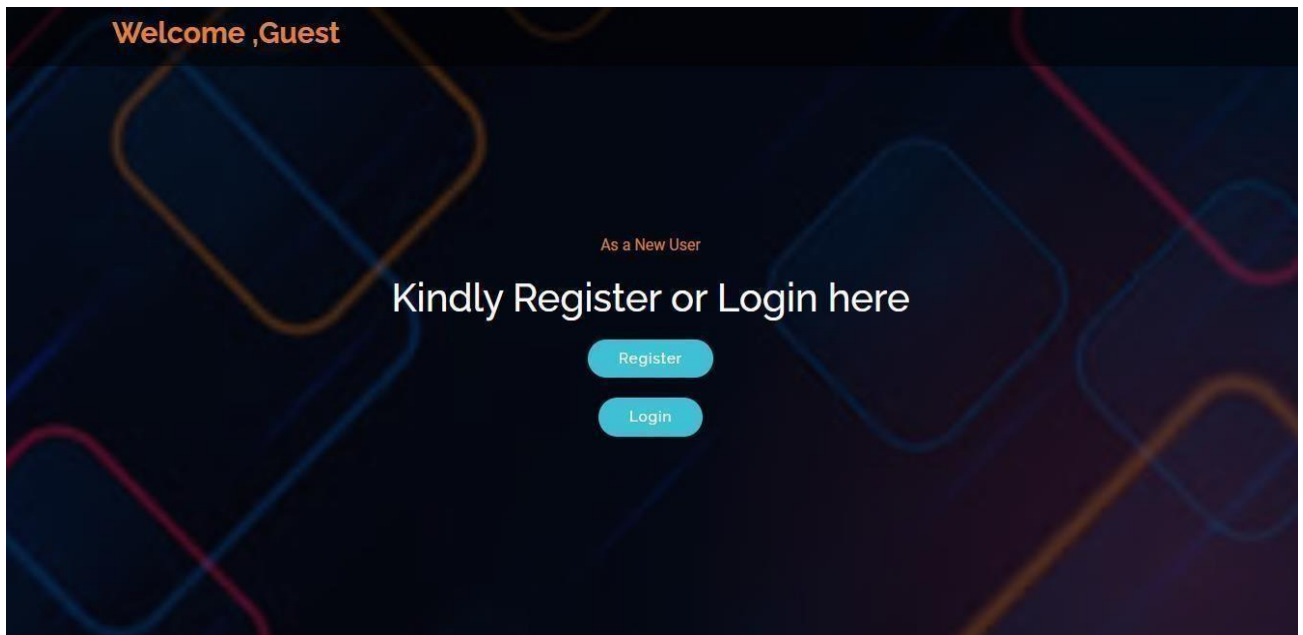 Welcome ,Guest
As a New User
Kindly Register or Login here
Register
Login